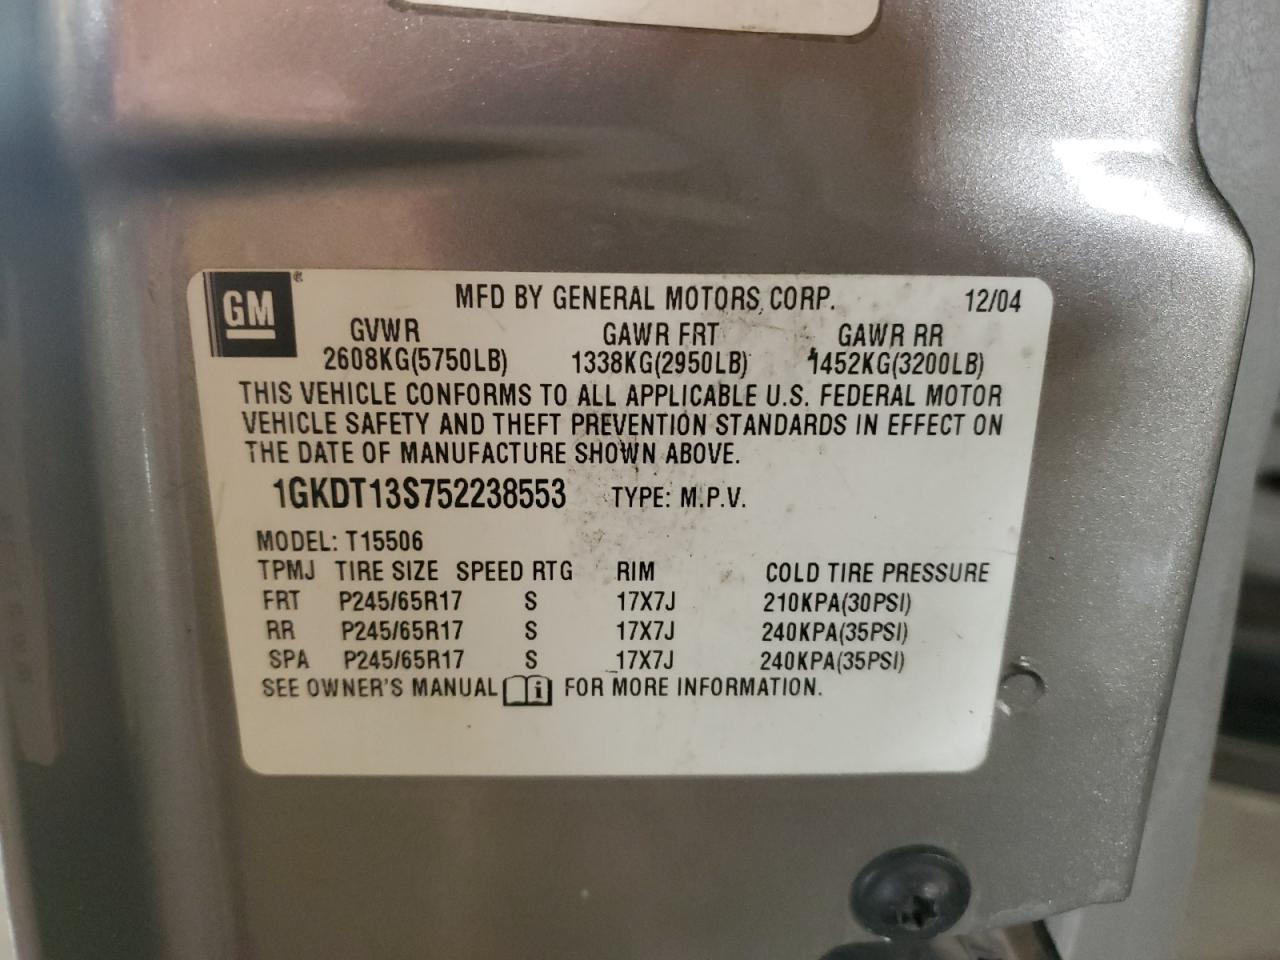 GM® MFD BY GENERAL MOTORS CORP. 12/04
GVWR GAWR FRT GAWR RR
2608KG(5750LB) 1338KG(2950LB) 1452KG(3200LB)
THIS VEHICLE CONFORMS TO ALL APPLICABLE U.S. FEDERAL MOTOR
VEHICLE SAFETY AND THEFT PREVENTION STANDARDS IN EFFECT ON
THE DATE OF MANUFACTURE SHOWN ABOVE.
1GKDT13S752238553 TYPE: M.P.V.
MODEL: T15506
TPMJ TIRE SIZE SPEED RTG RIM COLD TIRE PRESSURE
FRT P245/65R17 S 17X7J 210KPA(30PSI)
RR P245/65R17 S 17X7J 240KPA(35PSI)
SPA P245/65R17 S 17X7J 240KPA(35PSI)
SEE OWNER'S MANUAL i FOR MORE INFORMATION.